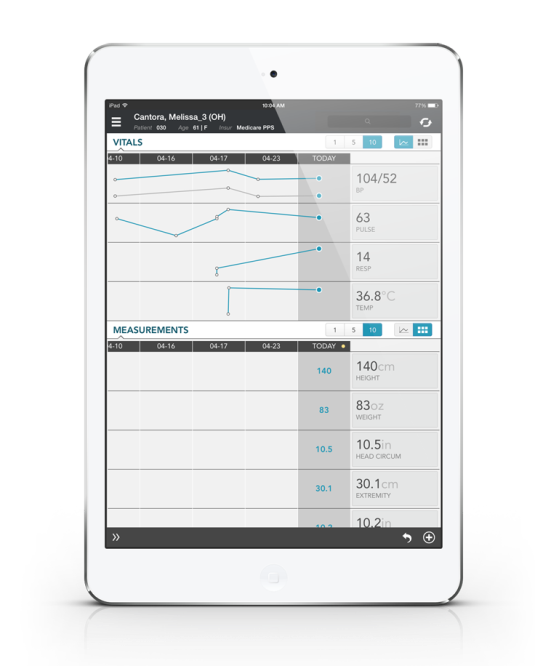 iPad 10:04 AM 77%
Cantora, Melissa_3 (OH)
Patient 030 Age 61 | F Insur Medicare PPS
VITALS 1 5 10
4-10 04-16 04-17 04-23 TODAY
104/52
BP
63
PULSE
14
RESP
36.8°C
TEMP
MEASUREMENTS 1 5 10
4-10 04-16 04-17 04-23 TODAY
140 140cm
HEIGHT
83 83oz
WEIGHT
10.5 10.5in
HEAD CIRCUM
30.1 30.1cm
EXTREMITY
10.2 10.2in